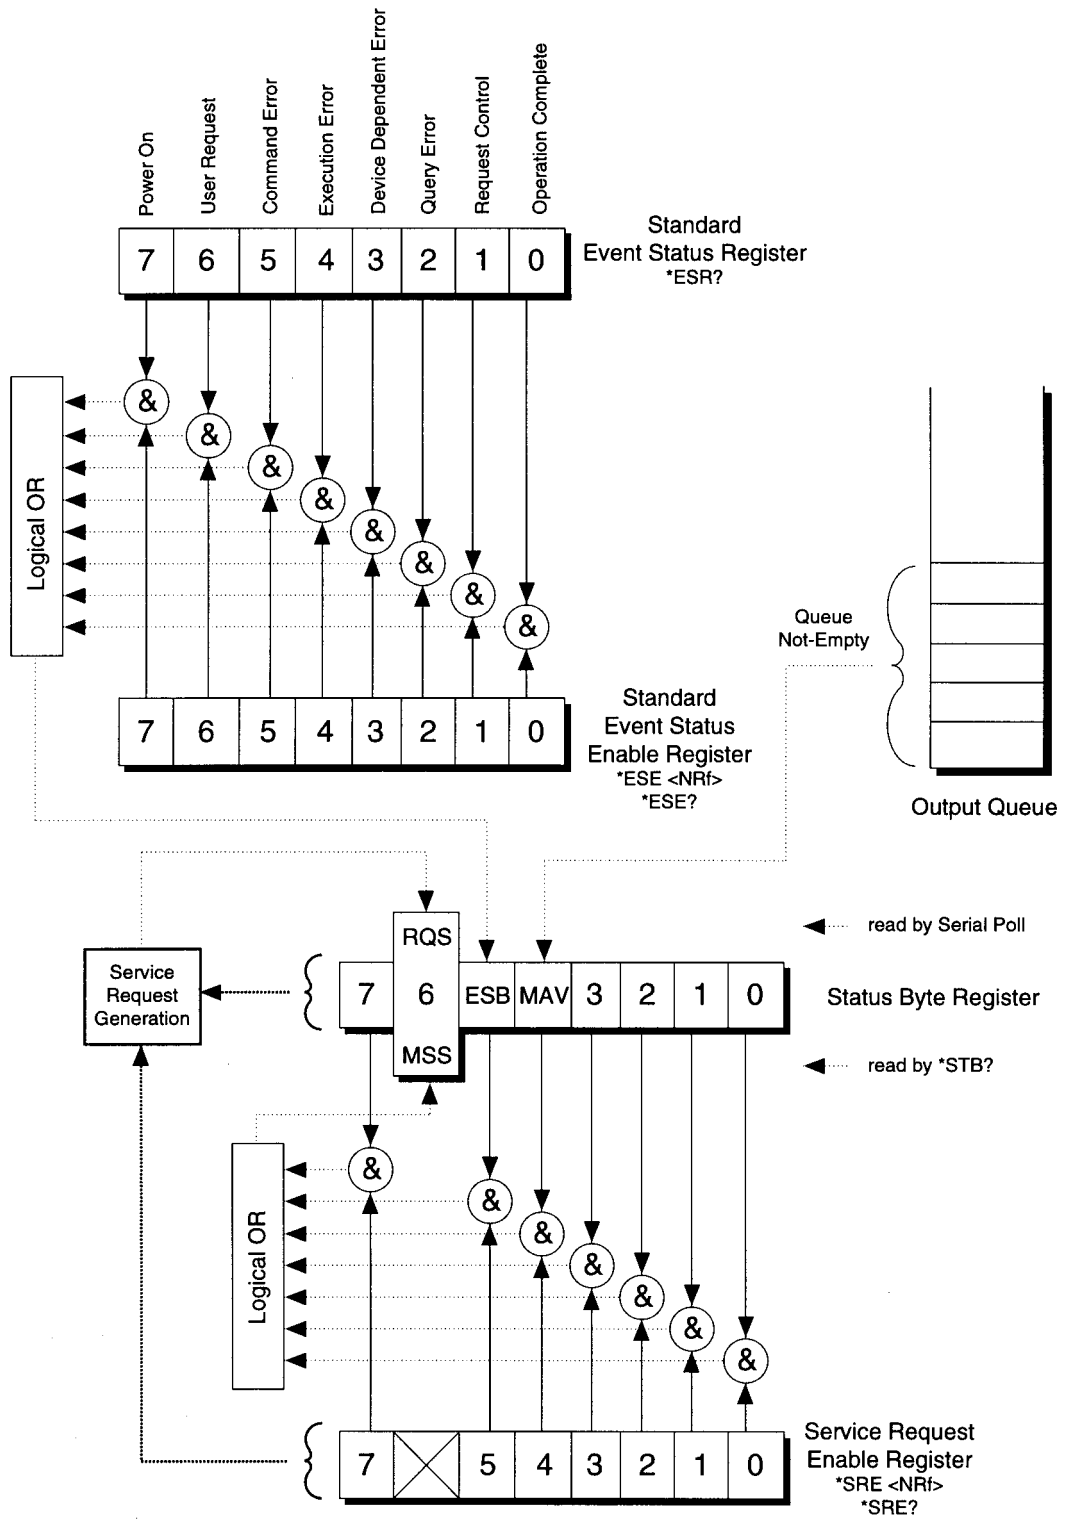 Power On
User Request
Command Error
Execution Error
Device Dependent Error
Query Error
Request Control
Operation Complete
7 6 5 4 3 2 1 0
Standard
Event Status Register
*ESR?
& & & & & & & &
Logical OR
Queue
Not-Empty
7 6 5 4 3 2 1 0
Standard
Event Status
Enable Register
*ESE <NRf>
*ESE?
Output Queue
read by Serial Poll
Service
Request
Generation
RQS
7 6 ESB MAV 3 2 1 0
MSS
Status Byte Register
read by *STB?
& & & & & & &
Logical OR
7 5 4 3 2 1 0
Service Request
Enable Register
*SRE <NRf>
*SRE?